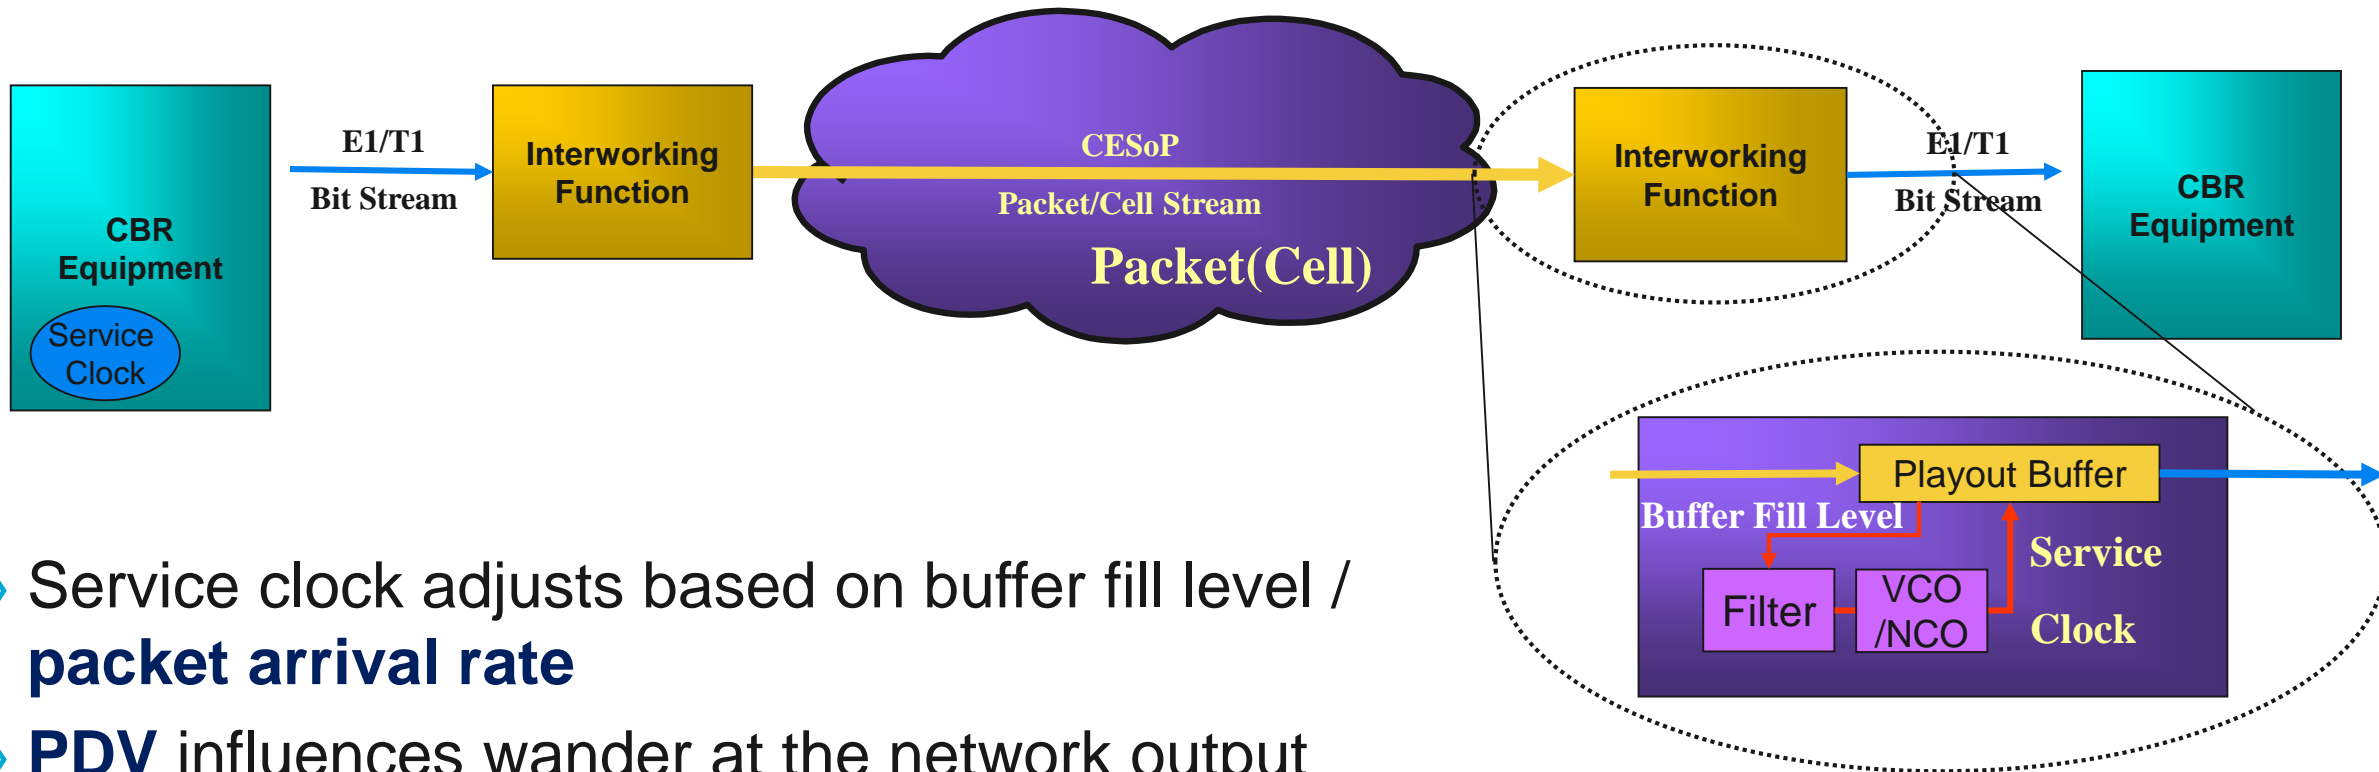 CBR
Equipment
Service
Clock
E1/T1
Bit Stream
Interworking
Function
CESoP
Packet/Cell Stream
Packet(Cell)
Interworking
Function
E1/T1
Bit Stream
CBR
Equipment
Playout Buffer
Buffer Fill Level
Filter
VCO
/NCO
Service
Clock
Service clock adjusts based on buffer fill level /
packet arrival rate
PDV influences wander at the network output